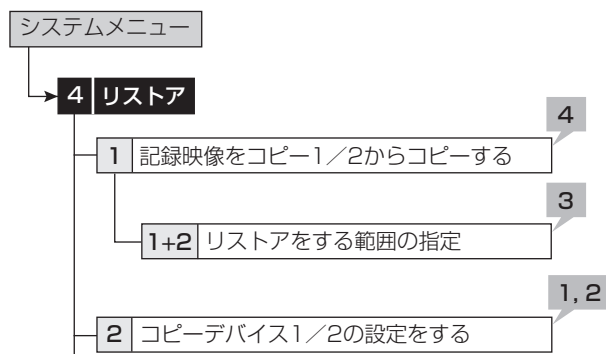 システムメニュー
4 リストア
4
1 記録映像をコピー1／2からコピーする
3
1+2 リストアをする範囲の指定
1, 2
2 コピーデバイス1／2の設定をする